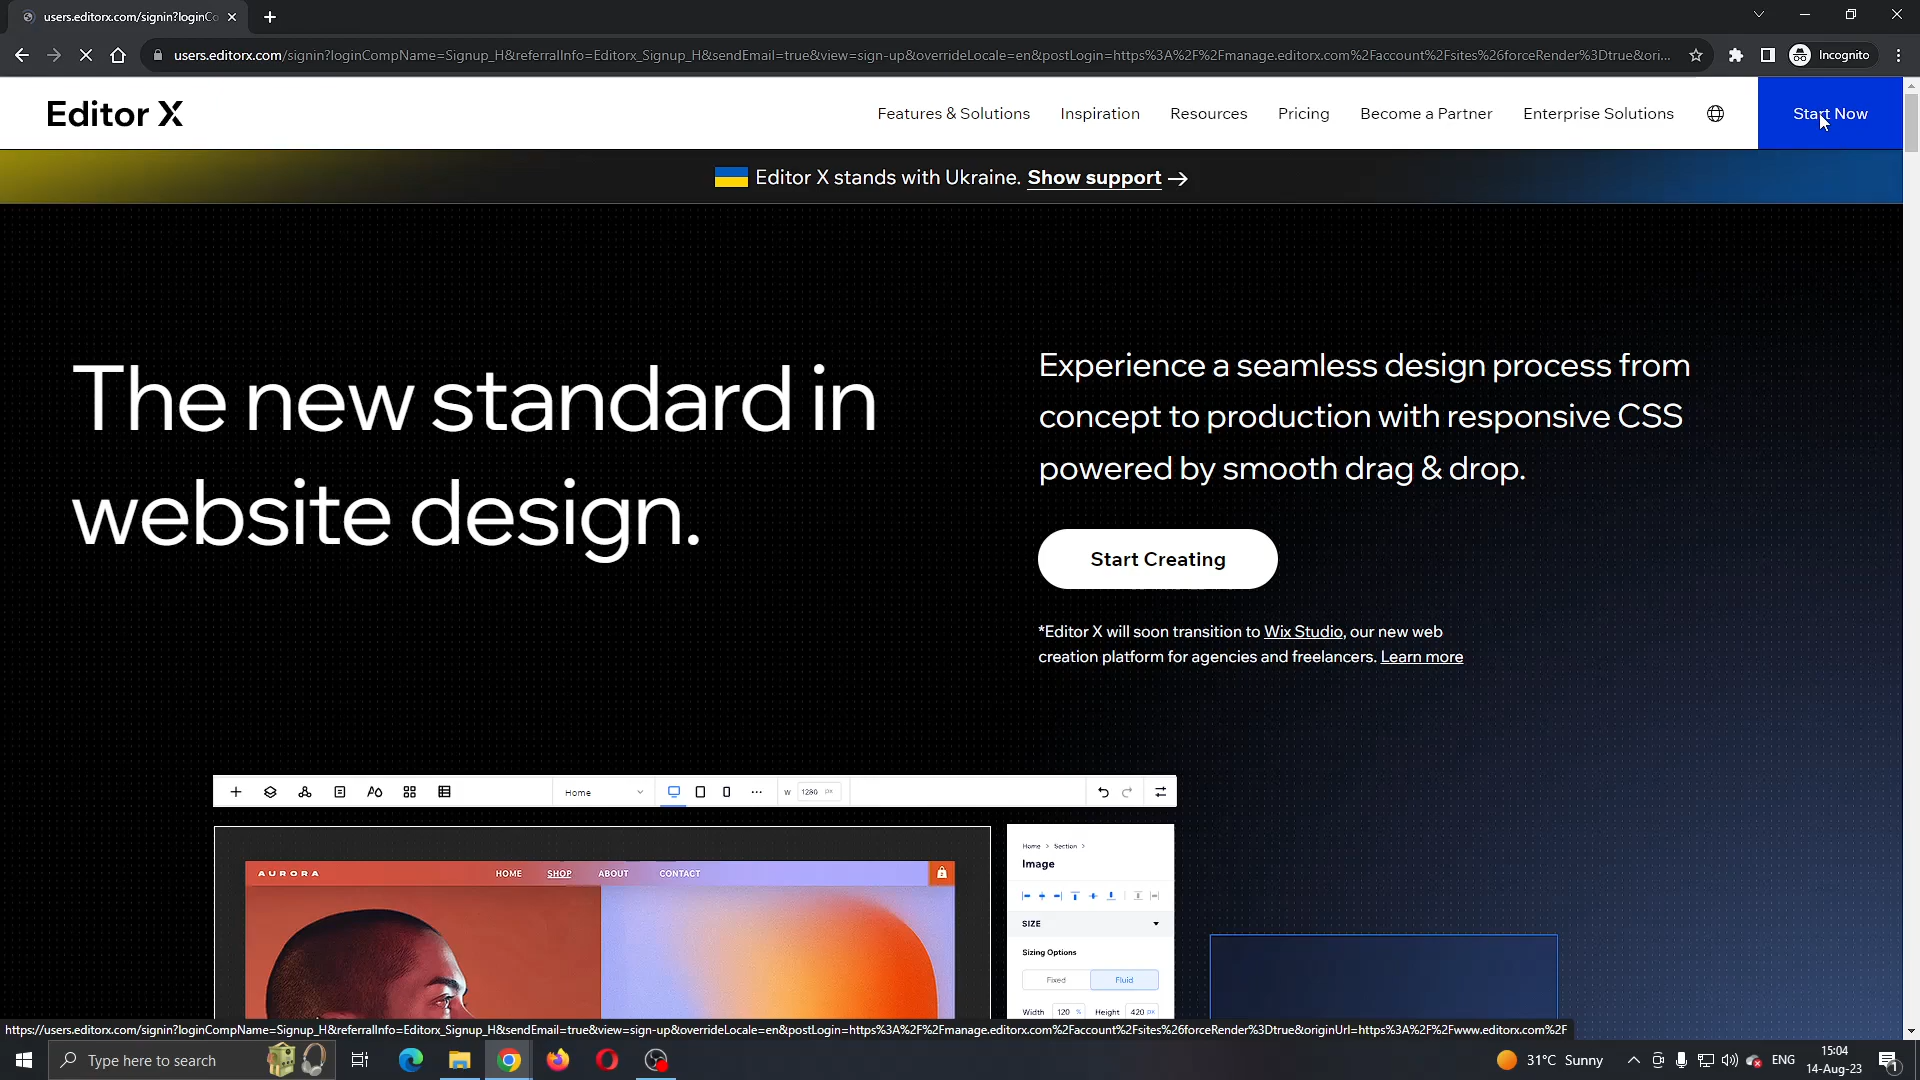 users.editorx.com/signin?loginCo
users.editorx.com/signin?loginCompName=Signup_H&referralInfo=Editorx_Signup_H&sendEmail=true&view=sign-up&overrideLocale=en&postLogin=https%3A%2F%2Fmanage.editorx.com%2Faccount%2Fsites%26forceRender%3Dtrue&ori...
Incognito
Editor X
Features & Solutions
Inspiration
Resources
Pricing
Become a Partner
Enterprise Solutions
Start Now
Editor X stands with Ukraine. Show support →
The new standard in
website design.
Experience a seamless design process from
concept to production with responsive CSS
powered by smooth drag & drop.
Start Creating
*Editor X will soon transition to Wix Studio, our new web
creation platform for agencies and freelancers. Learn more
Home
W 1280 PX
Home > Section >
Image
AURORA
HOME
SHOP
ABOUT
CONTACT
SIZE
Sizing Options
Fixed
Fluid
Width 120 % Height 420 PX
https://users.editorx.com/signin?loginCompName=Signup_H&referralInfo=Editorx_Signup_H&sendEmail=true&view=sign-up&overrideLocale=en&postLogin=https%3A%2F%2Fmanage.editorx.com%2Faccount%2Fsites%26forceRender%3Dtrue&originUrl=https%3A%2F%2Fwww.editorx.com%2F
Type here to search
31°C Sunny
ENG
15:04
14-Aug-23
1